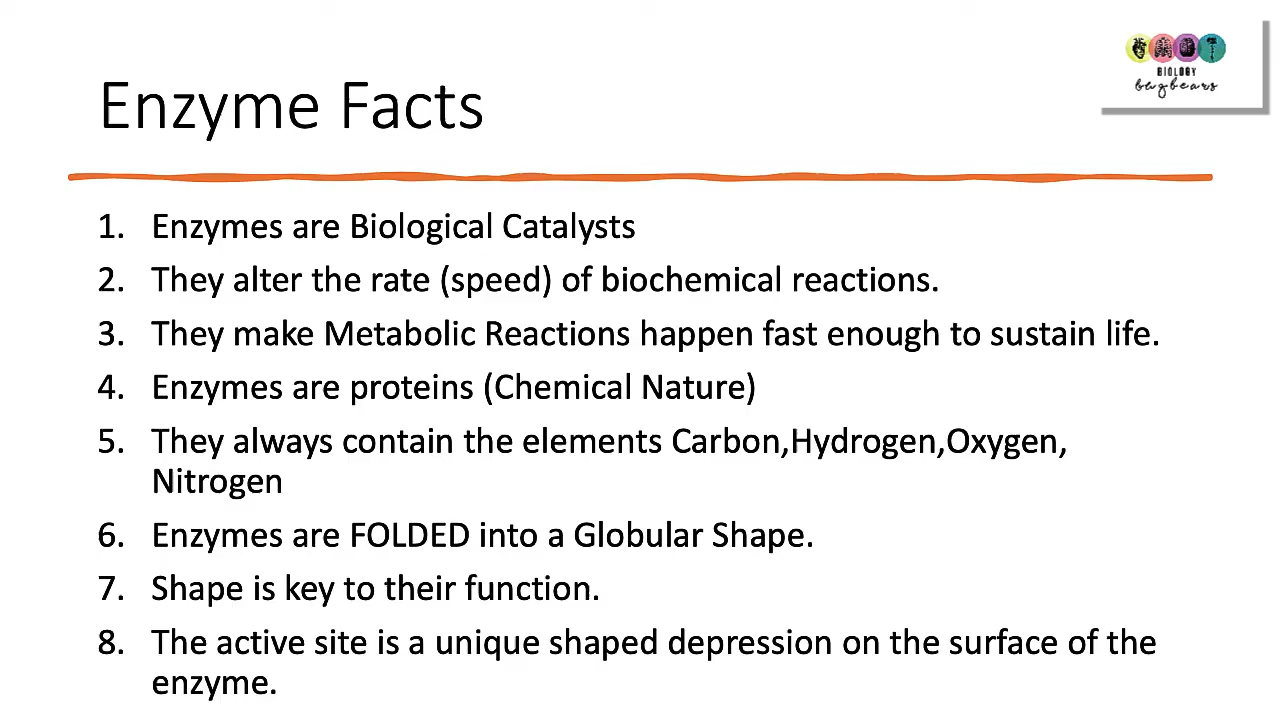 BIOLOGY
bugbears
Enzyme Facts
1. Enzymes are Biological Catalysts
2. They alter the rate (speed) of biochemical reactions.
3. They make Metabolic Reactions happen fast enough to sustain life.
4. Enzymes are proteins (Chemical Nature)
5. They always contain the elements Carbon,Hydrogen,Oxygen,
Nitrogen
6. Enzymes are FOLDED into a Globular Shape.
7. Shape is key to their function.
8. The active site is a unique shaped depression on the surface of the
enzyme.